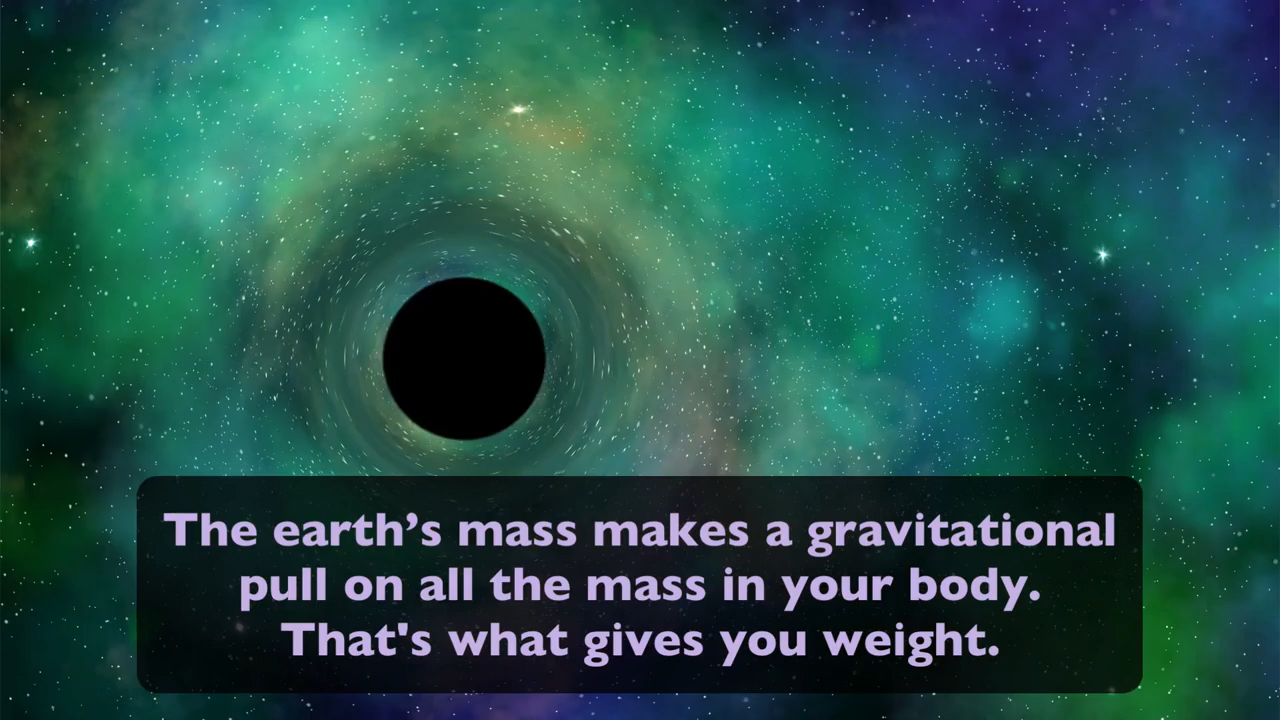 The earth’s mass makes a gravitational
pull on all the mass in your body.
That's what gives you weight.